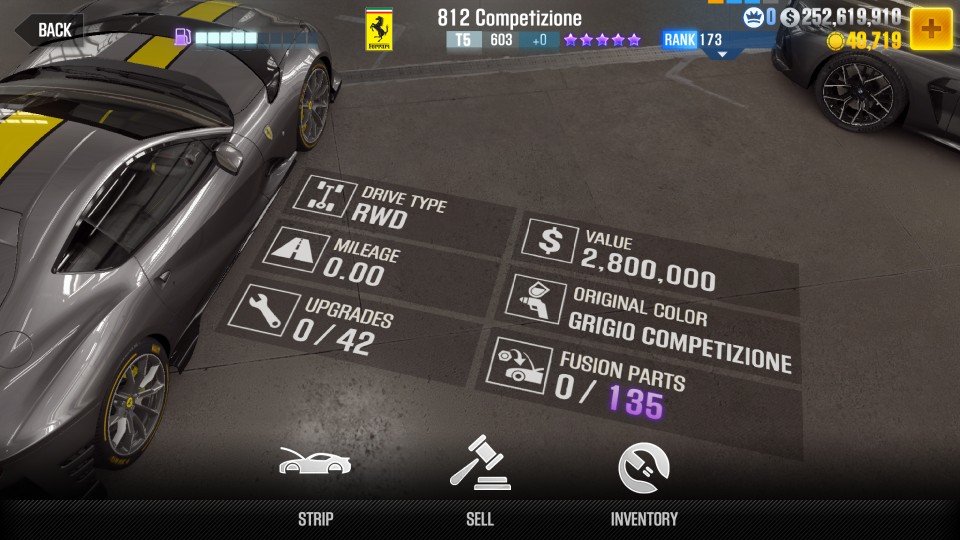 BACK
Ferrari
812 Competizione
T5 603 +0
RANK 173
0 $ 252,619,910
49,719
DRIVE TYPE
RWD
MILEAGE
0.00
UPGRADES
0/42
$ VALUE
2,800,000
ORIGINAL COLOR
GRIGIO COMPETIZIONE
FUSION PARTS
0/ 135
STRIP
SELL
INVENTORY